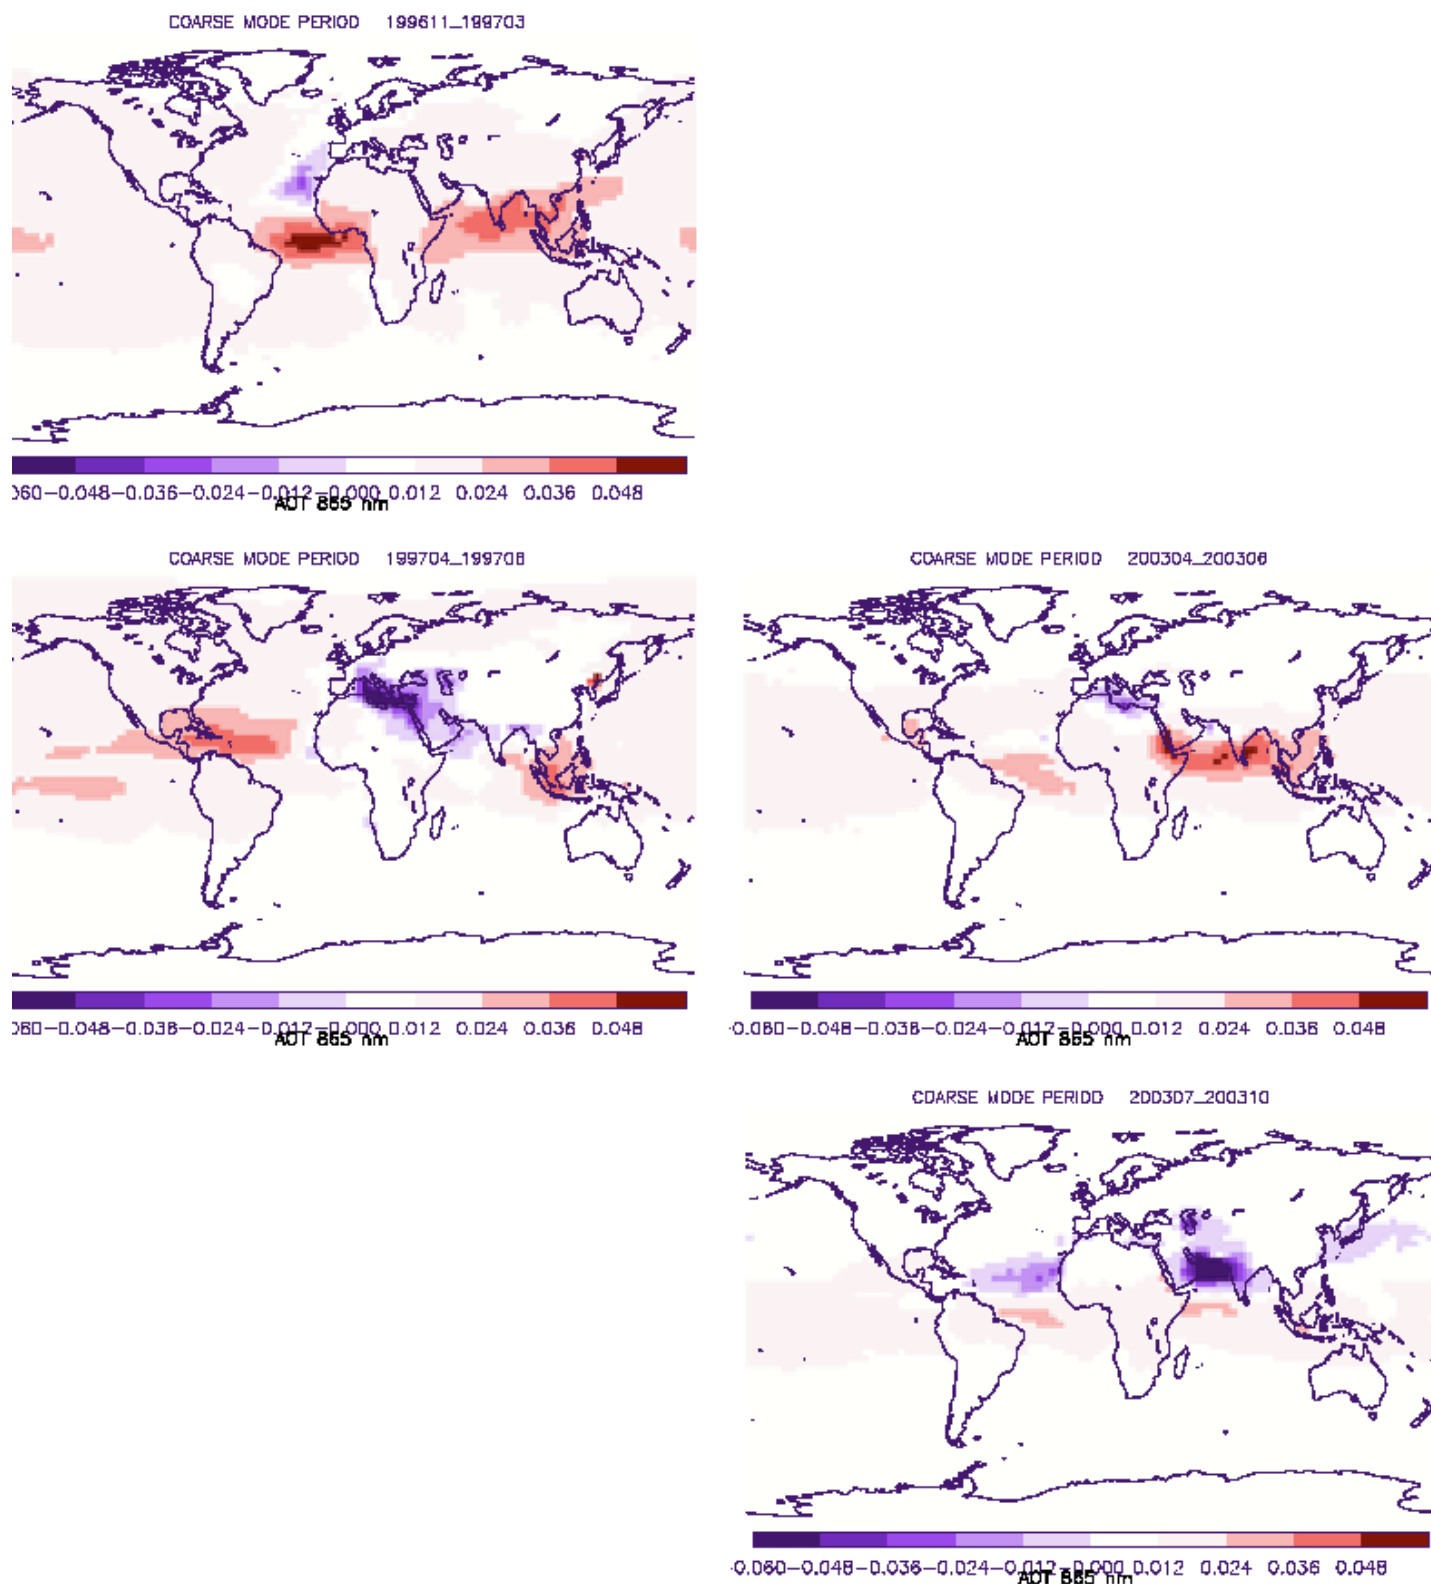 COARSE MODE PERIOD 199611_199703
060-0.048-0.036-0.024-0.012-0.000 0.012 0.024 0.036 0.048
AOT 865 nm
COARSE MODE PERIOD 199704_199706
COARSE MODE PERIOD 200304_200306
060-0.048-0.036-0.024-0.012-0.000 0.012 0.024 0.036 0.048
-0.060-0.048-0.036-0.024-0.012-0.000 0.012 0.024 0.036 0.048
AOT 865 nm
AOT 865 nm
COARSE MODE PERIOD 200307_200310
-0.060-0.048-0.036-0.024-0.012-0.000 0.012 0.024 0.036 0.048
AOT 865 nm